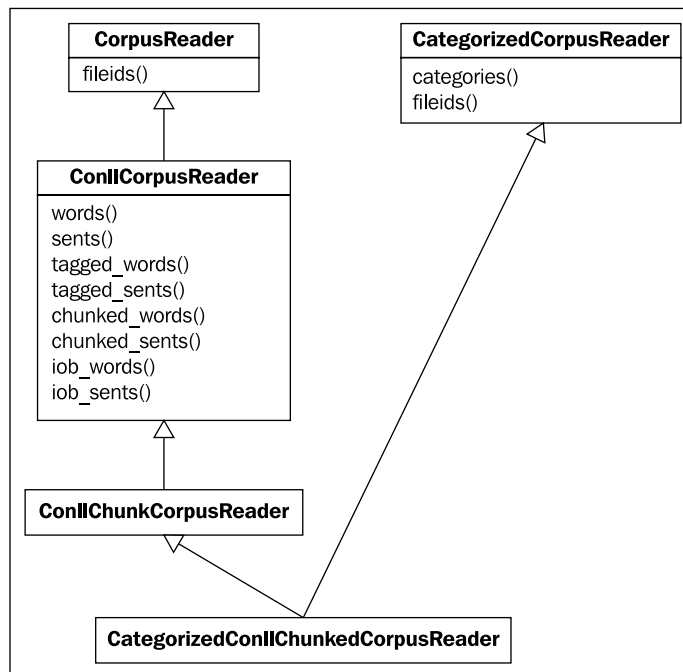 CorpusReader
fileids()
CategorizedCorpusReader
categories()
fileids()
ConllCorpusReader
words()
sents()
tagged_words()
tagged_sents()
chunked_words()
chunked_sents()
iob_words()
iob_sents()
ConllChunkCorpusReader
CategorizedConllChunkedCorpusReader